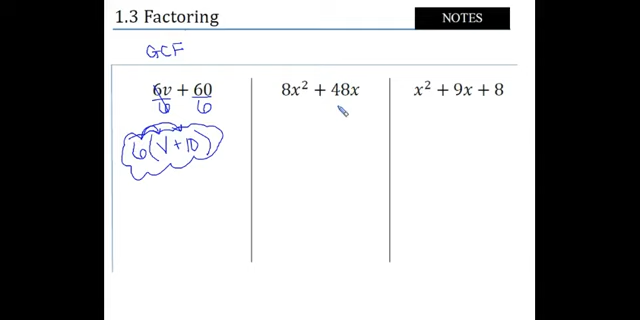 1.3 Factoring
NOTES
GCF
6v + 60
6 6
6(v + 10)
8x² + 48x
x² + 9x + 8